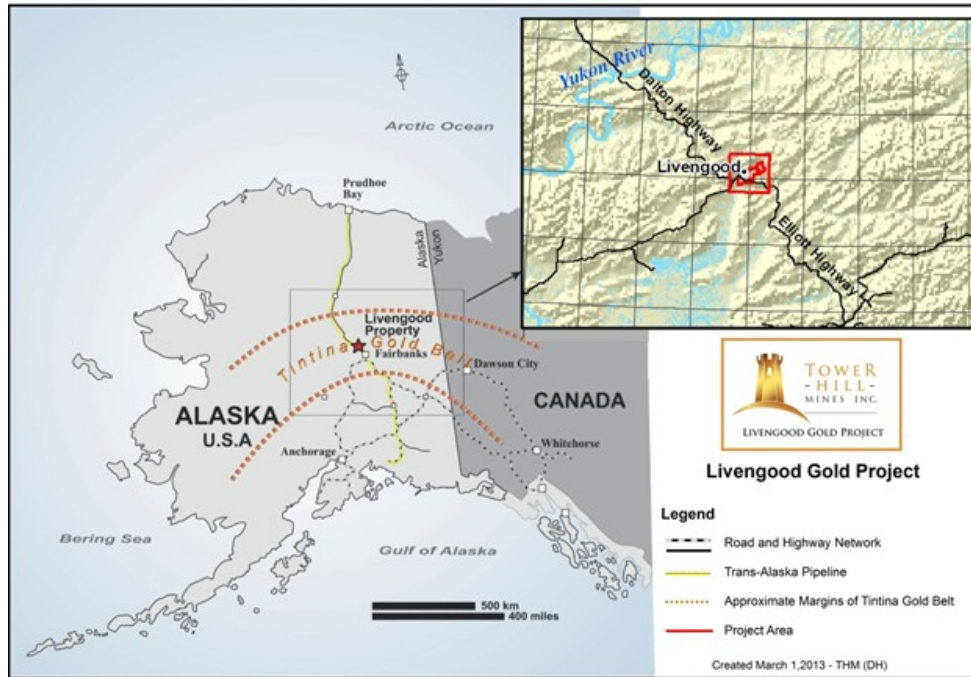 Arctic Ocean
Prudhoe
Bay
Alaska
Yukon
Livengood
Property
Tintina Gold Belt
Fairbanks
Dawson City
ALASKA
U.S.A
CANADA
Anchorage
Whitehorse
Bering Sea
Gulf of Alaska
500 km
400 miles
Yukon River
Dalton Highway
Livengood
Elliott Highway
TOWER
HILL
- MINES INC -
LIVENGOOD GOLD PROJECT
Livengood Gold Project
Legend
Road and Highway Network
Trans-Alaska Pipeline
Approximate Margins of Tintina Gold Belt
Project Area
Created March 1,2013 - THM (DH)